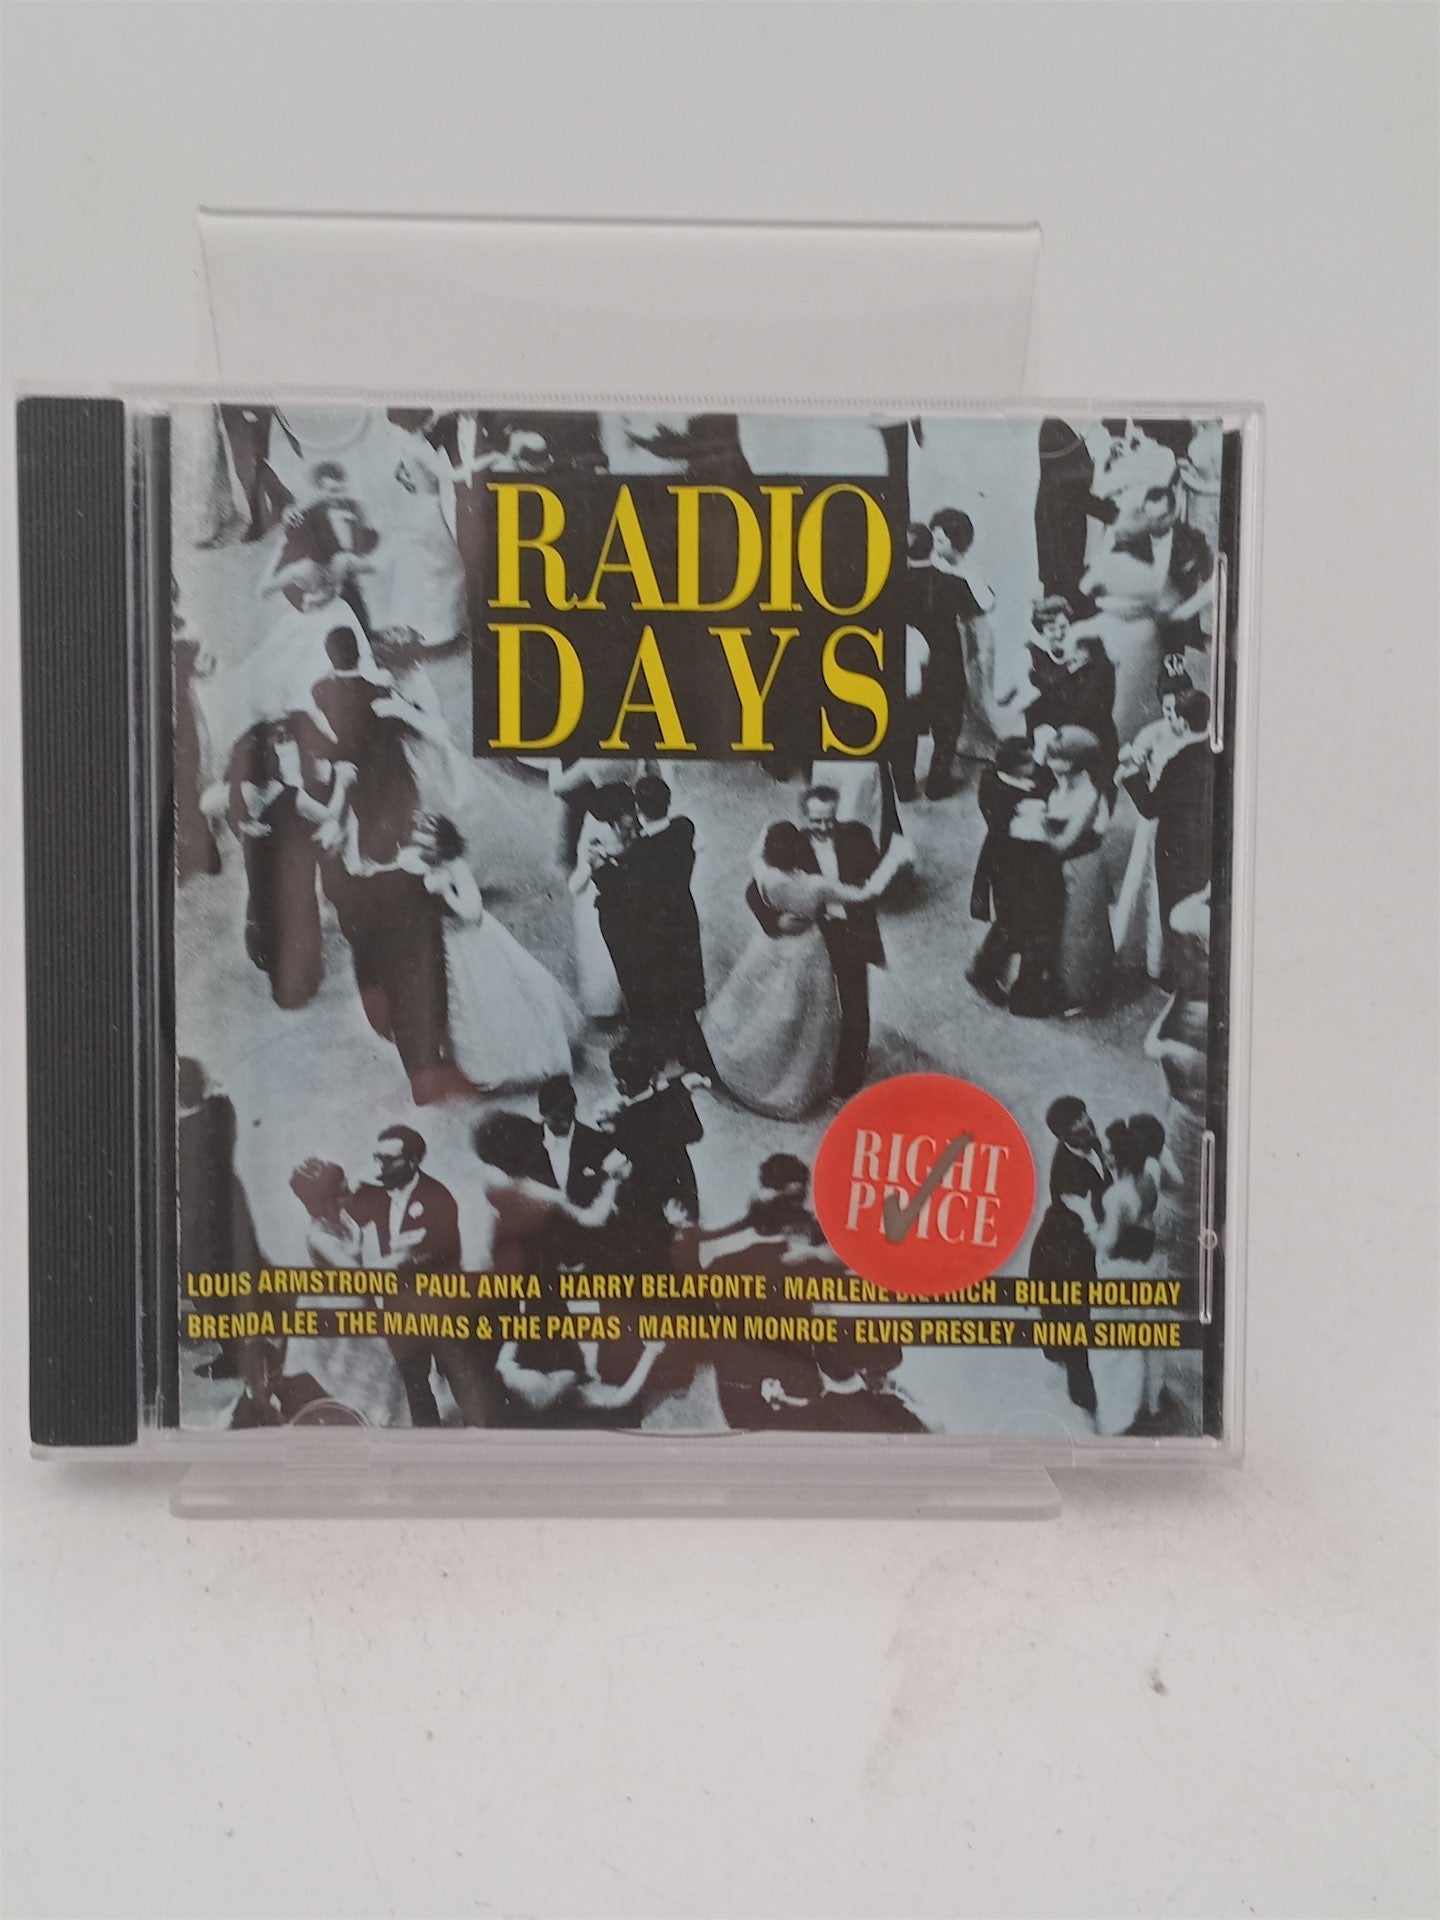 RADIO
DAYS
RIGHT
PRICE
LOUIS ARMSTRONG · PAUL ANKA · HARRY BELAFONTE · MARLENE DIETRICH · BILLIE HOLIDAY
BRENDA LEE · THE MAMAS & THE PAPAS · MARILYN MONROE · ELVIS PRESLEY · NINA SIMONE